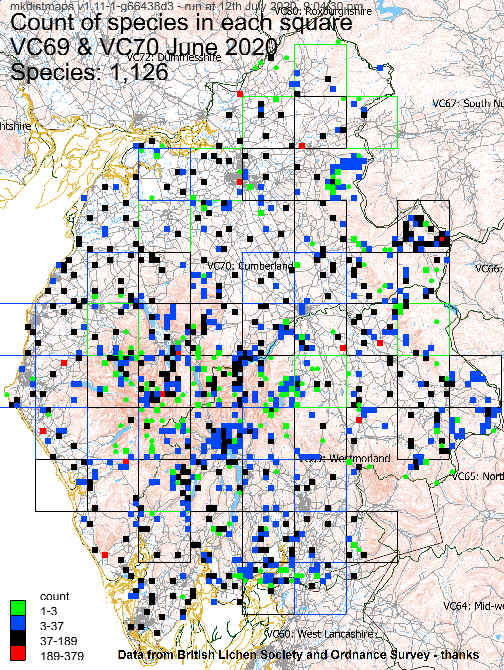 mkdistmaps v1.11-1-g66438d3 - run at 12th July 2020, 9:04:30 pm
VC80: Roxburghshire
Count of species in each square
VC69 & VC70 June 2020
VC72: Dumfriesshire
Species: 1,126
VC67: South No
htshire
VC70: Cumberland
VC66:
Westmorland
VC65: North
count
1-3
3-37
37-189
189-379
VC64: Mid-we
VC60: West Lancashire
Data from British Lichen Society and Ordnance Survey - thanks